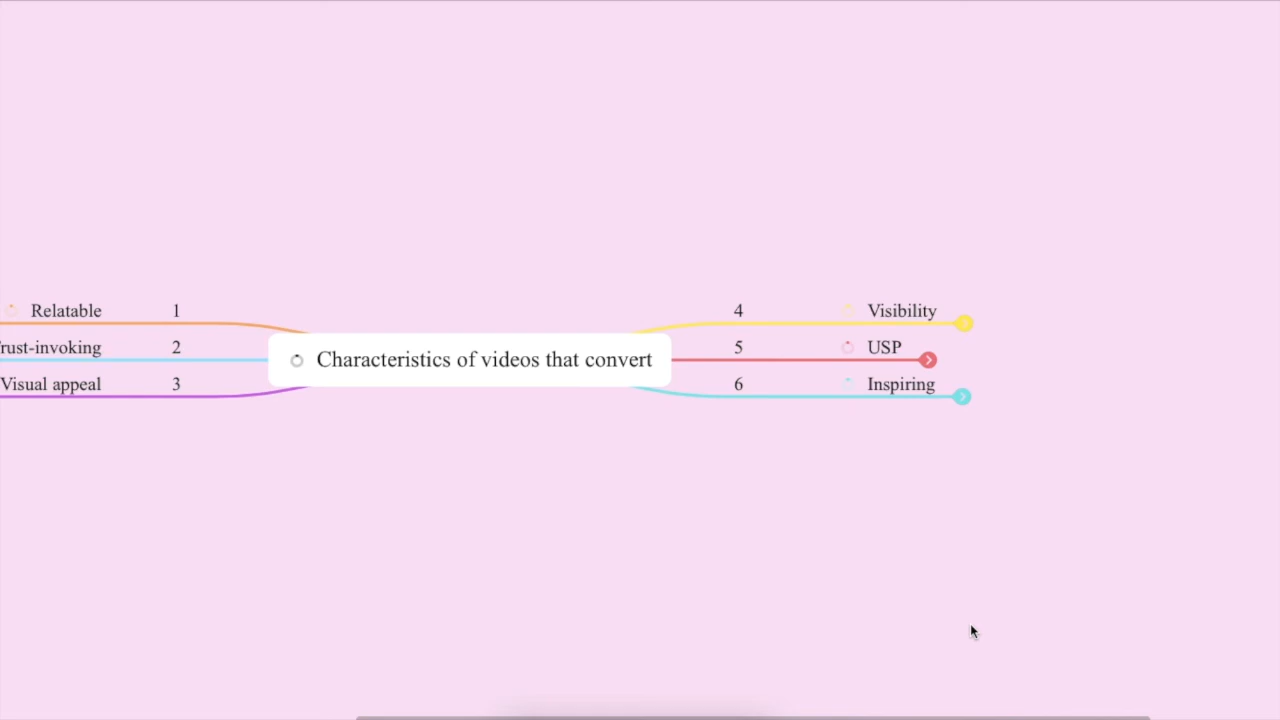 Relatable 1
rust-invoking 2
Visual appeal 3
Characteristics of videos that convert
4 Visibility
5 USP
6 Inspiring